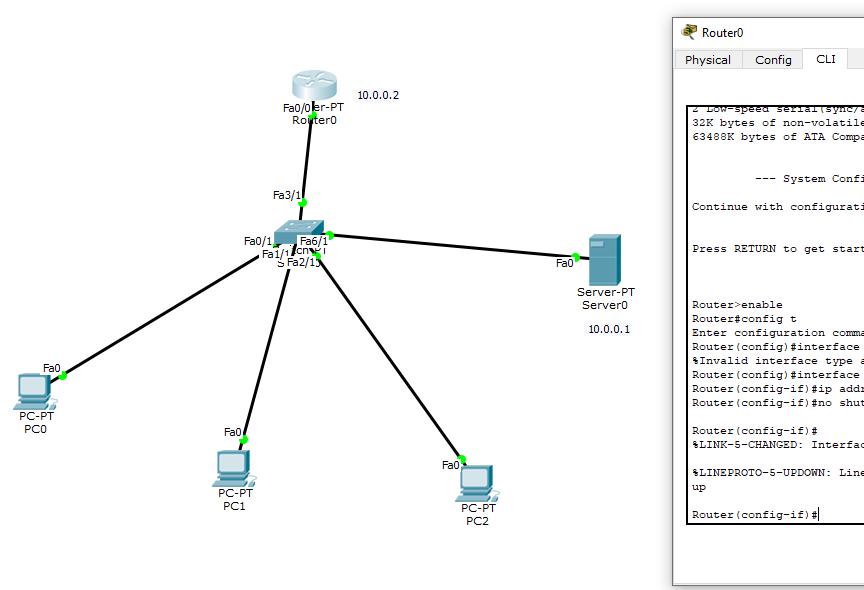 Router0
Physical
Config
CLI
2 Low-speed serial(sync/
32K bytes of non-volatile
63488K bytes of ATA Compa
--- System Confi
Continue with configurati
Press RETURN to get start
Router>enable
Router#config t
Enter configuration comma
Router(config)#interface
%Invalid interface type a
Router(config)#interface
Router(config-if)#ip addr
Router(config-if)#no shut
Router(config-if)#
%LINK-5-CHANGED: Interfac
%LINEPROTO-5-UPDOWN: Line
up
Router(config-if)#
10.0.0.2
Fa0/0
er-PT
Router0
Fa3/1
Fa0/1
Fa6/1
Fa1/1
Fa2/1
Fa0
Server-PT
Server0
10.0.0.1
Fa0
PC-PT
PC0
Fa0
PC-PT
PC1
Fa0
PC-PT
PC2